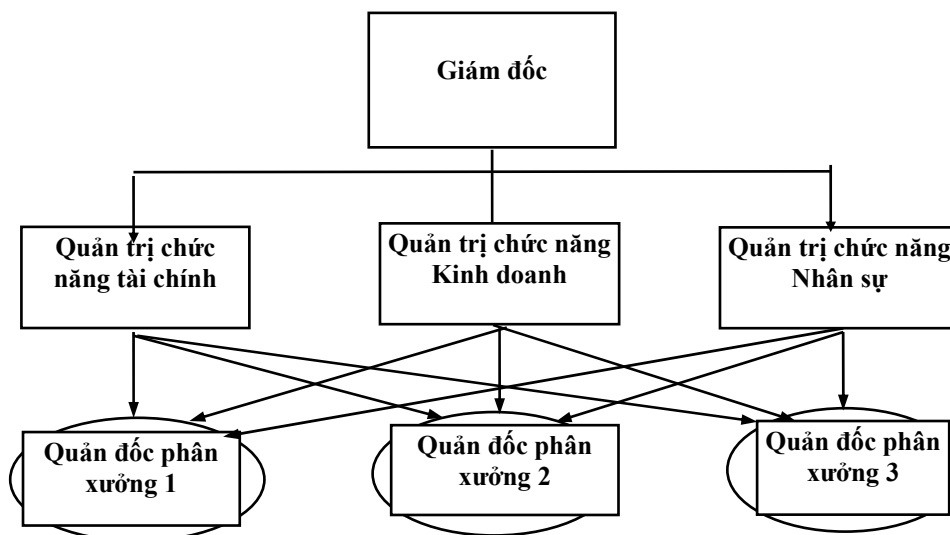 Giám đốc
Quản trị chức
năng tài chính
Quản trị chức năng
Kinh doanh
Quản trị chức năng
Nhân sự
Quản đốc phân
xưởng 1
Quản đốc phân
xưởng 2
Quản đốc phân
xưởng 3